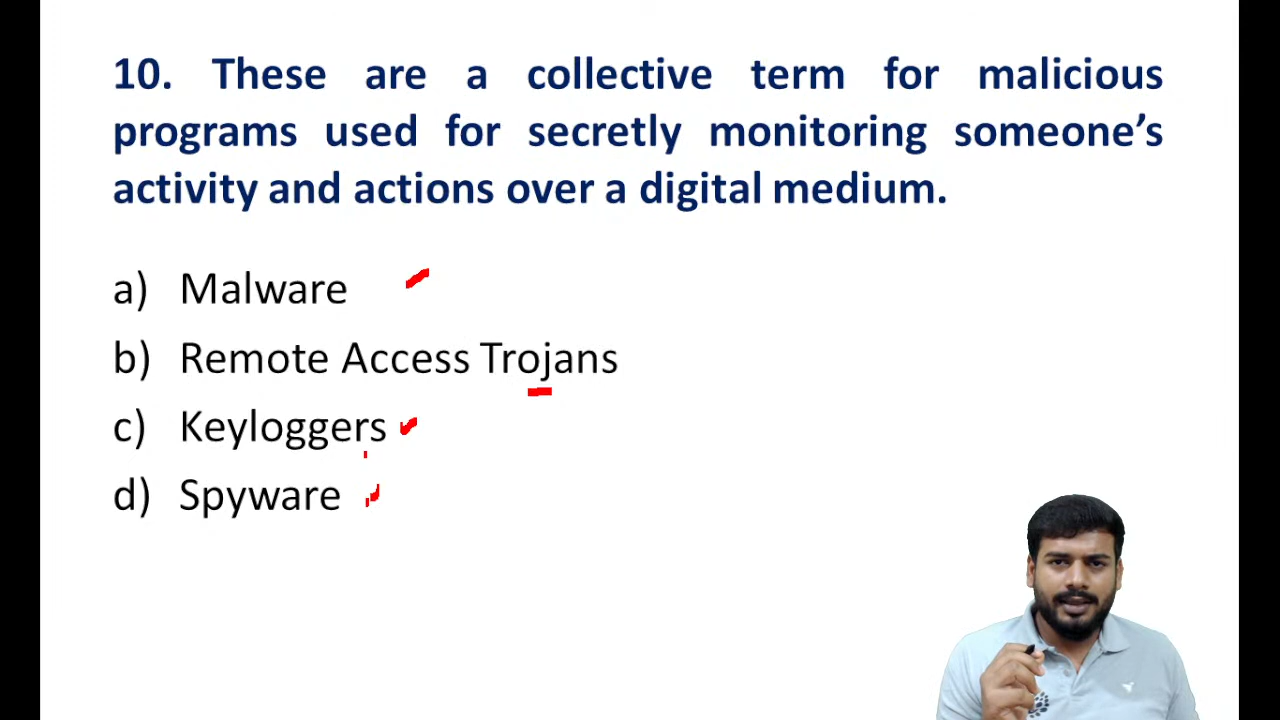 10. These are a collective term for malicious
programs used for secretly monitoring someone’s
activity and actions over a digital medium.
a) Malware
b) Remote Access Trojans
c) Keyloggers
d) Spyware